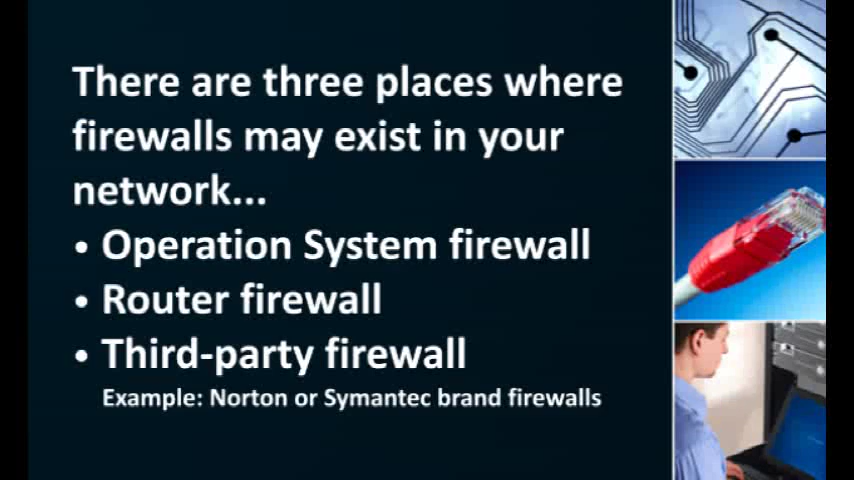 There are three places where
firewalls may exist in your
network...
• Operation System firewall
• Router firewall
• Third-party firewall
Example: Norton or Symantec brand firewalls